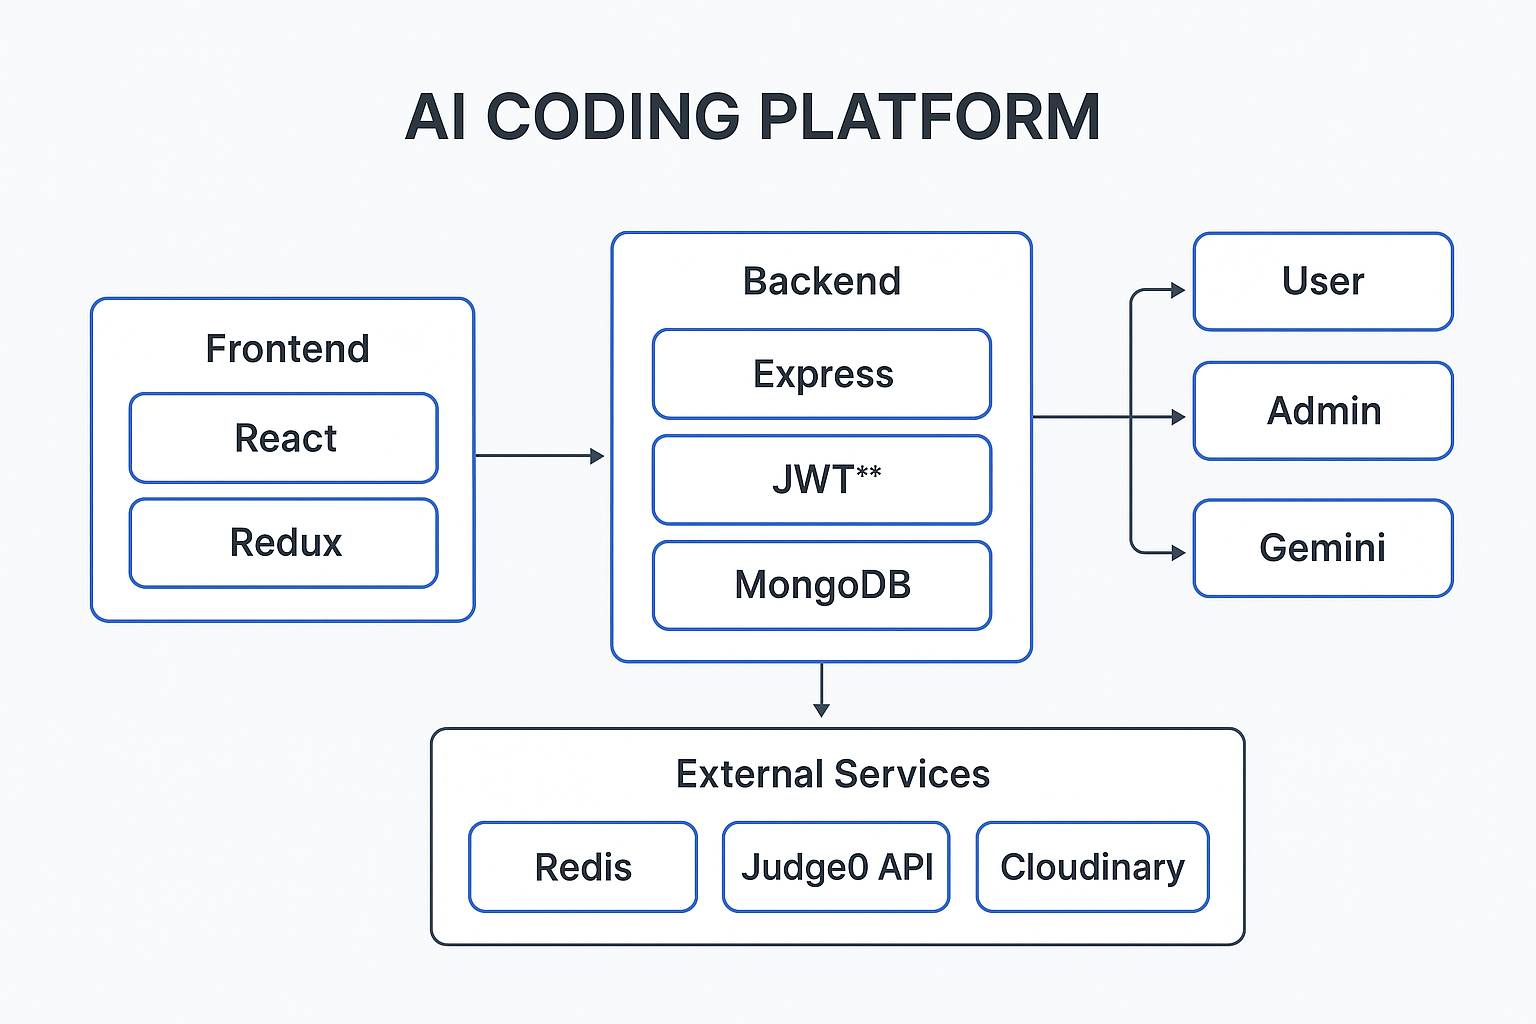 AI CODING PLATFORM
Frontend
React
Redux
Backend
Express
JWT**
MongoDB
User
Admin
Gemini
External Services
Redis
Judge0 API
Cloudinary